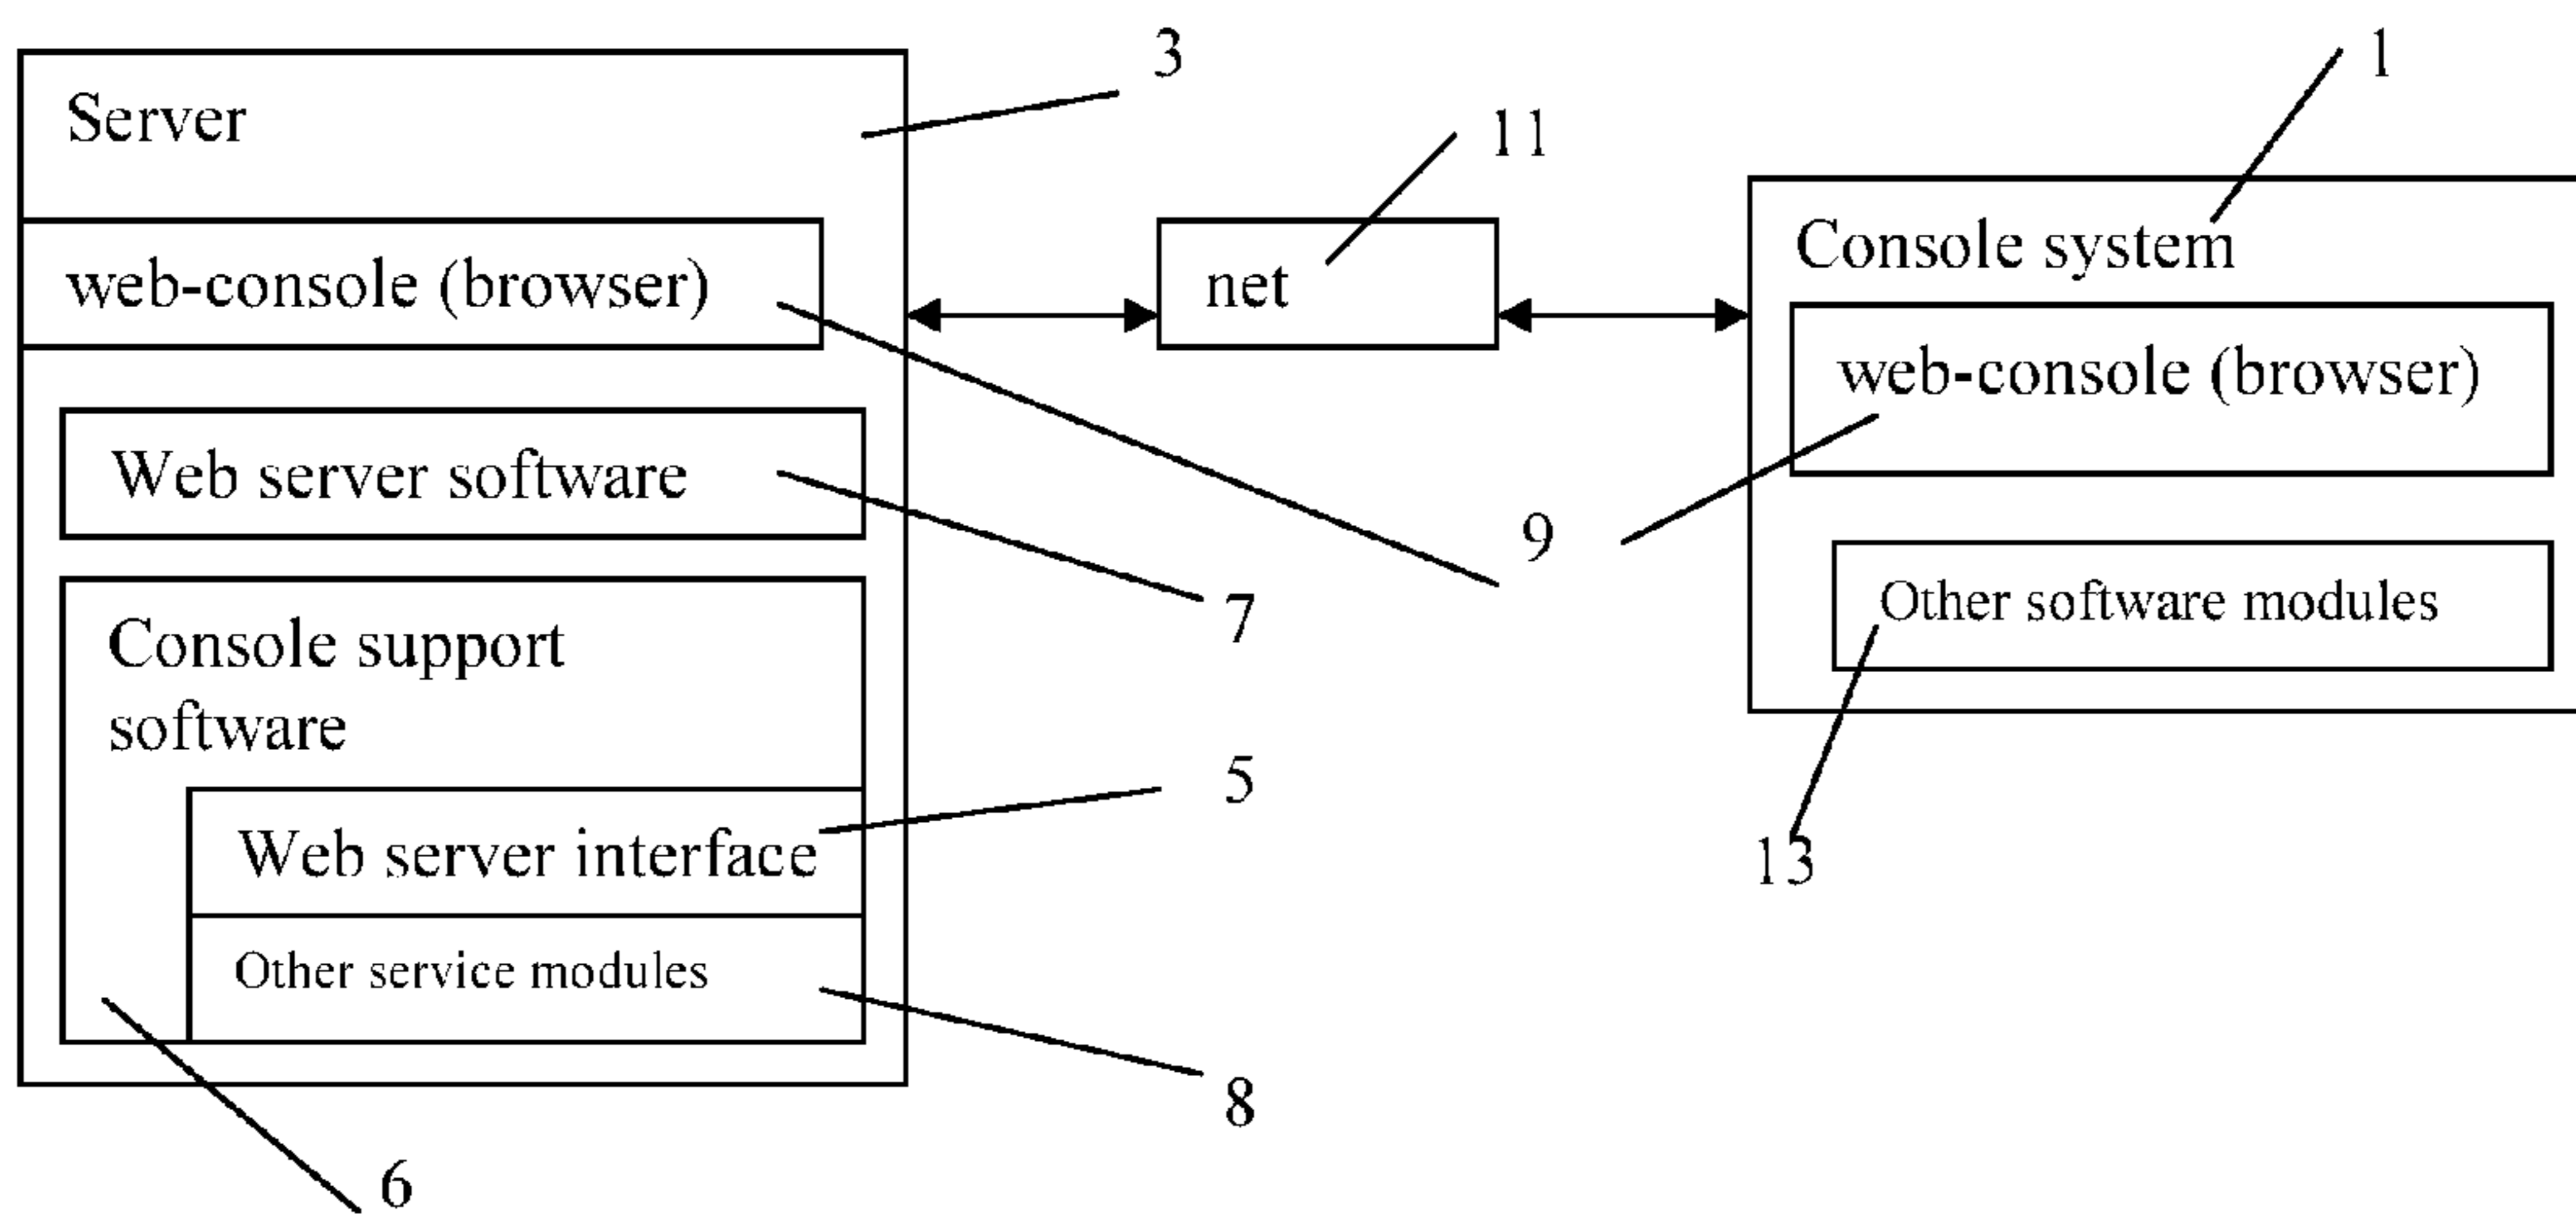 3
1
Server
11
Console system
web-console (browser)
net
web-console (browser)
Web server software
9
7
Other software modules
Console support
software
5
Web server interface
13
Other service modules
8
6